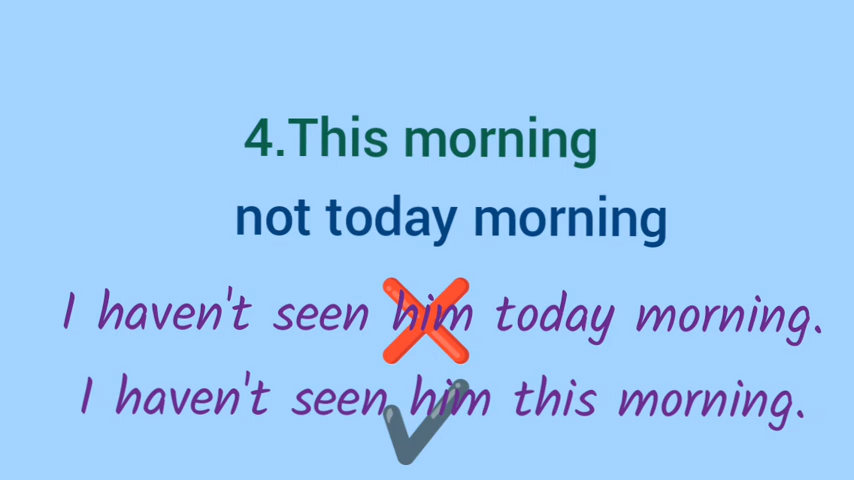 4.This morning
not today morning
I haven't seen him today morning.
I haven't seen him this morning.